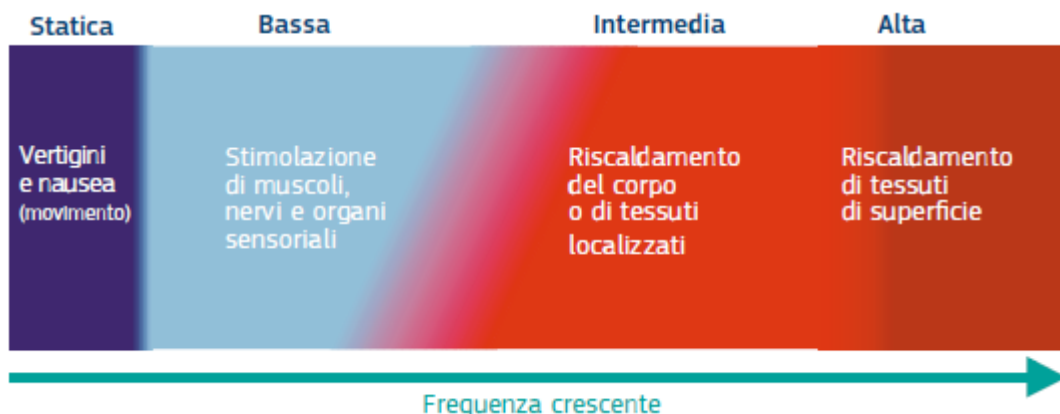 Statica
Bassa
Intermedia
Alta
Vertigini
e nausea
(movimento)
Stimolazione
di muscoli,
nervi e organi
sensoriali
Riscaldamento
del corpo
o di tessuti
localizzati
Riscaldamento
di tessuti
di superficie
Frequenza crescente